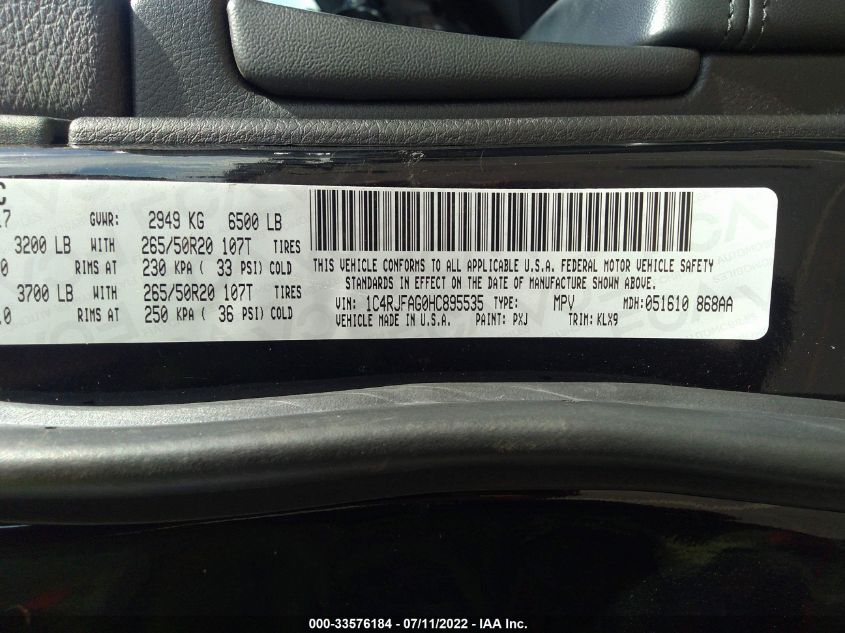 C
17 GVWR: 2949 KG 6500 LB
3200 LB WITH 265/50R20 107T TIRES
0 RIMS AT 230 KPA ( 33 PSI) COLD
3700 LB WITH 265/50R20 107T TIRES
.0 RIMS AT 250 KPA ( 36 PSI) COLD
THIS VEHICLE CONFORMS TO ALL APPLICABLE U.S.A. FEDERAL MOTOR VEHICLE SAFETY
STANDARDS IN EFFECT ON THE DATE OF MANUFACTURE SHOWN ABOVE.
VIN: 1C4RJFAG0HC895535 TYPE: MPV MDH: 051610 868AA
VEHICLE MADE IN U.S.A. PAINT: PXJ TRIM: KLX9
000-33576184 - 07/11/2022 - IAA Inc.